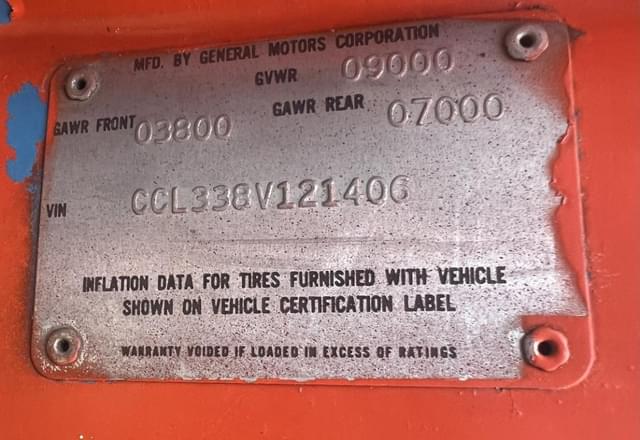 MFD. BY GENERAL MOTORS CORPORATION
GVWR 09000
GAWR FRONT 03800 GAWR REAR 07000
VIN CCL338V121406
INFLATION DATA FOR TIRES FURNISHED WITH VEHICLE
SHOWN ON VEHICLE CERTIFICATION LABEL
WARRANTY VOIDED IF LOADED IN EXCESS OF RATINGS